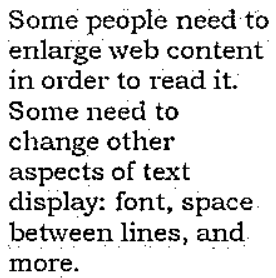 Some people need to
enlarge web content
in order to read it.
Some need to
change other
aspects of text
display: font, space
between lines, and
more.